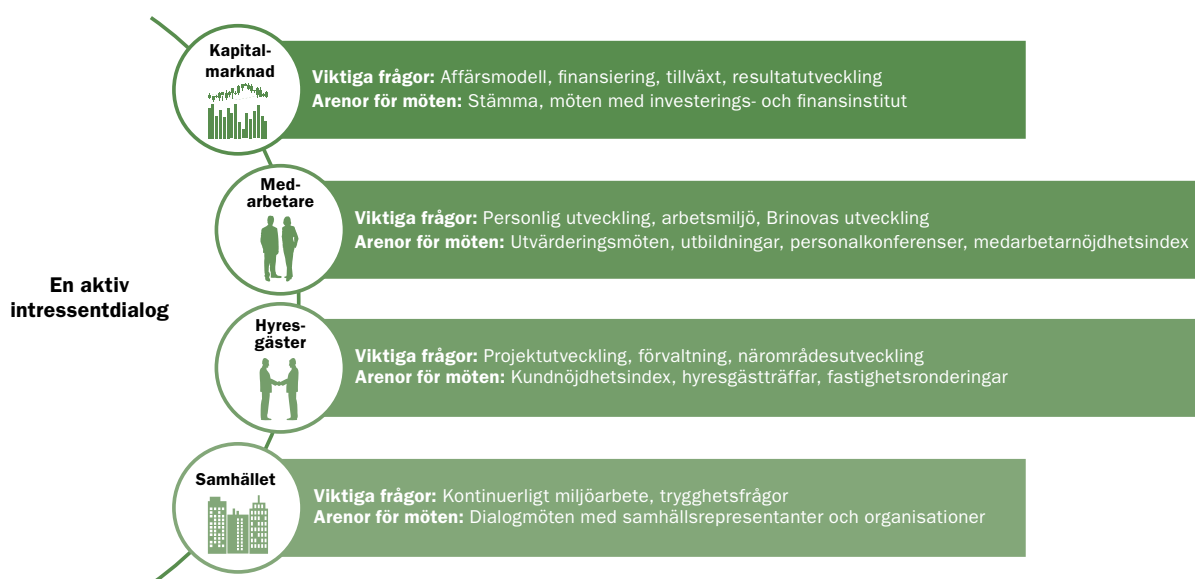 Kapital-
marknad
Viktiga frågor: Affärsmodell, finansiering, tillväxt, resultatutveckling
Arenor för möten: Stämma, möten med investerings- och finansinstitut
Med-
arbetare
Viktiga frågor: Personlig utveckling, arbetsmiljö, Brinovas utveckling
Arenor för möten: Utvärderingsmöten, utbildningar, personalkonferenser, medarbetarnöjdhetsindex
En aktiv
intressentdialog
Hyres-
gäster
Viktiga frågor: Projektutveckling, förvaltning, närområdesutveckling
Arenor för möten: Kundnöjdhetsindex, hyresgästträffar, fastighetsronderingar
Samhället
Viktiga frågor: Kontinuerligt miljöarbete, trygghetsfrågor
Arenor för möten: Dialogmöten med samhällsrepresentanter och organisationer